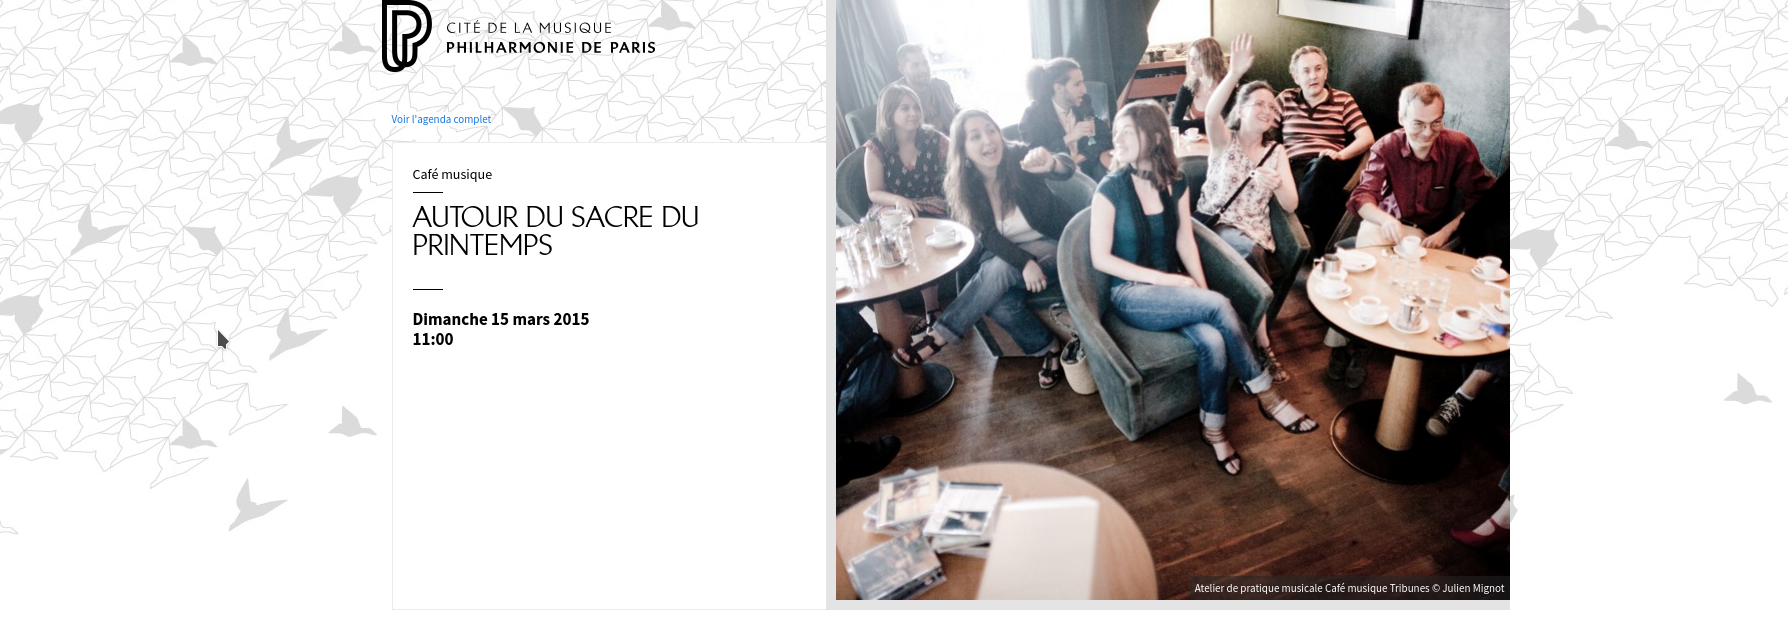 CITÉ DE LA MUSIQUE
PHILHARMONIE DE PARIS
Voir l'agenda complet
Café musique
AUTOUR DU SACRE DU
PRINTEMPS
Dimanche 15 mars 2015
11:00
Atelier de pratique musicale Café musique Tribunes © Julien Mignot